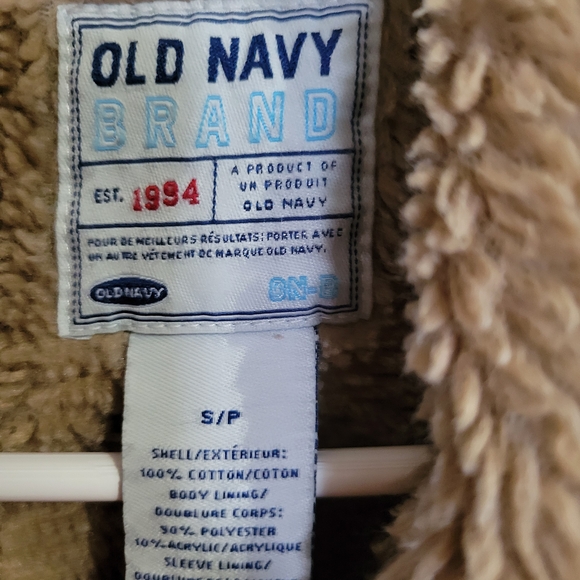 OLD NAVY
BRAND
EST. 1994
A PRODUCT OF
UN PRODUIT
OLD NAVY
POUR DE MEILLEURS RÉSULTATS: PORTER AVEC
UN AUTRE VÊTEMENT DE MARQUE OLD NAVY.
OLD NAVY
S/P
SHELL/EXTÉRIEUR:
100% COTTON/COTON
BODY LINING/
DOUBLURE CORPS:
90% POLYESTER
10% ACRYLIC/ACRYLIQUE
SLEEVE LINING/